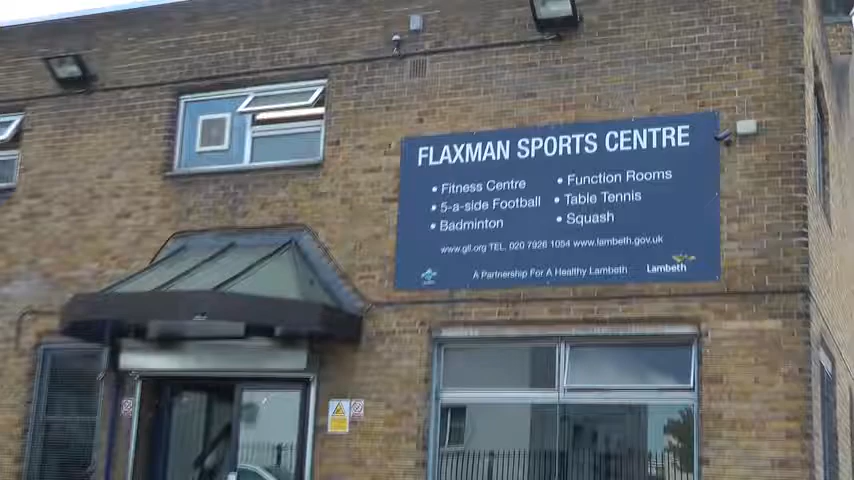 FLAXMAN SPORTS CENTRE
• Fitness Centre
• 5-a-side Football
• Badminton
• Function Rooms
• Table Tennis
• Squash
www.gll.org TEL. 020 7926 1054 www.lambeth.gov.uk
A Partnership For A Healthy Lambeth
Lambeth